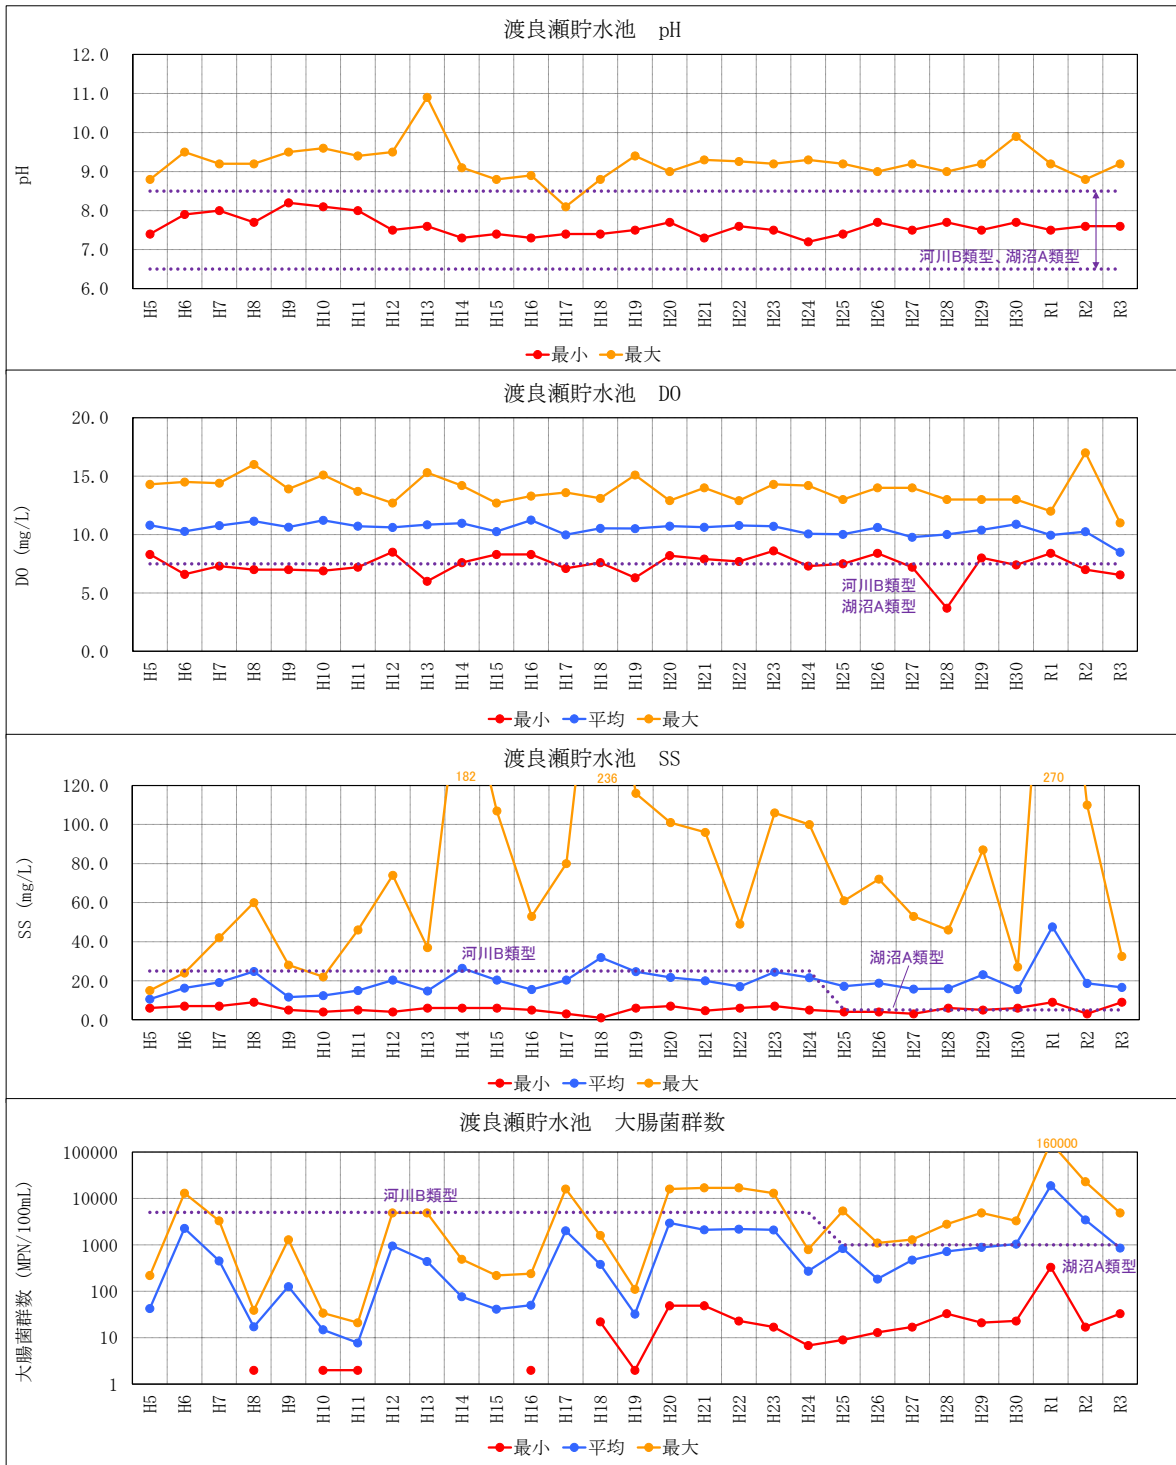 渡良瀬貯水池　pH
pH
12.0
11.0
10.0
9.0
8.0
7.0
6.0
河川B類型、湖沼A類型
H5 H6 H7 H8 H9 H10 H11 H12 H13 H14 H15 H16 H17 H18 H19 H20 H21 H22 H23 H24 H25 H26 H27 H28 H29 H30 R1 R2 R3
最小 最大
渡良瀬貯水池　DO
DO (mg/L)
20.0
15.0
10.0
5.0
0.0
河川B類型
湖沼A類型
H5 H6 H7 H8 H9 H10 H11 H12 H13 H14 H15 H16 H17 H18 H19 H20 H21 H22 H23 H24 H25 H26 H27 H28 H29 H30 R1 R2 R3
最小 平均 最大
渡良瀬貯水池　SS
SS (mg/L)
182 236 270
120.0
100.0
80.0
60.0
40.0
20.0
0.0
河川B類型
湖沼A類型
H5 H6 H7 H8 H9 H10 H11 H12 H13 H14 H15 H16 H17 H18 H19 H20 H21 H22 H23 H24 H25 H26 H27 H28 H29 H30 R1 R2 R3
最小 平均 最大
渡良瀬貯水池　大腸菌群数
大腸菌群数 (MPN/100mL)
160000
100000
10000
1000
100
10
1
河川B類型
湖沼A類型
H5 H6 H7 H8 H9 H10 H11 H12 H13 H14 H15 H16 H17 H18 H19 H20 H21 H22 H23 H24 H25 H26 H27 H28 H29 H30 R1 R2 R3
最小 平均 最大